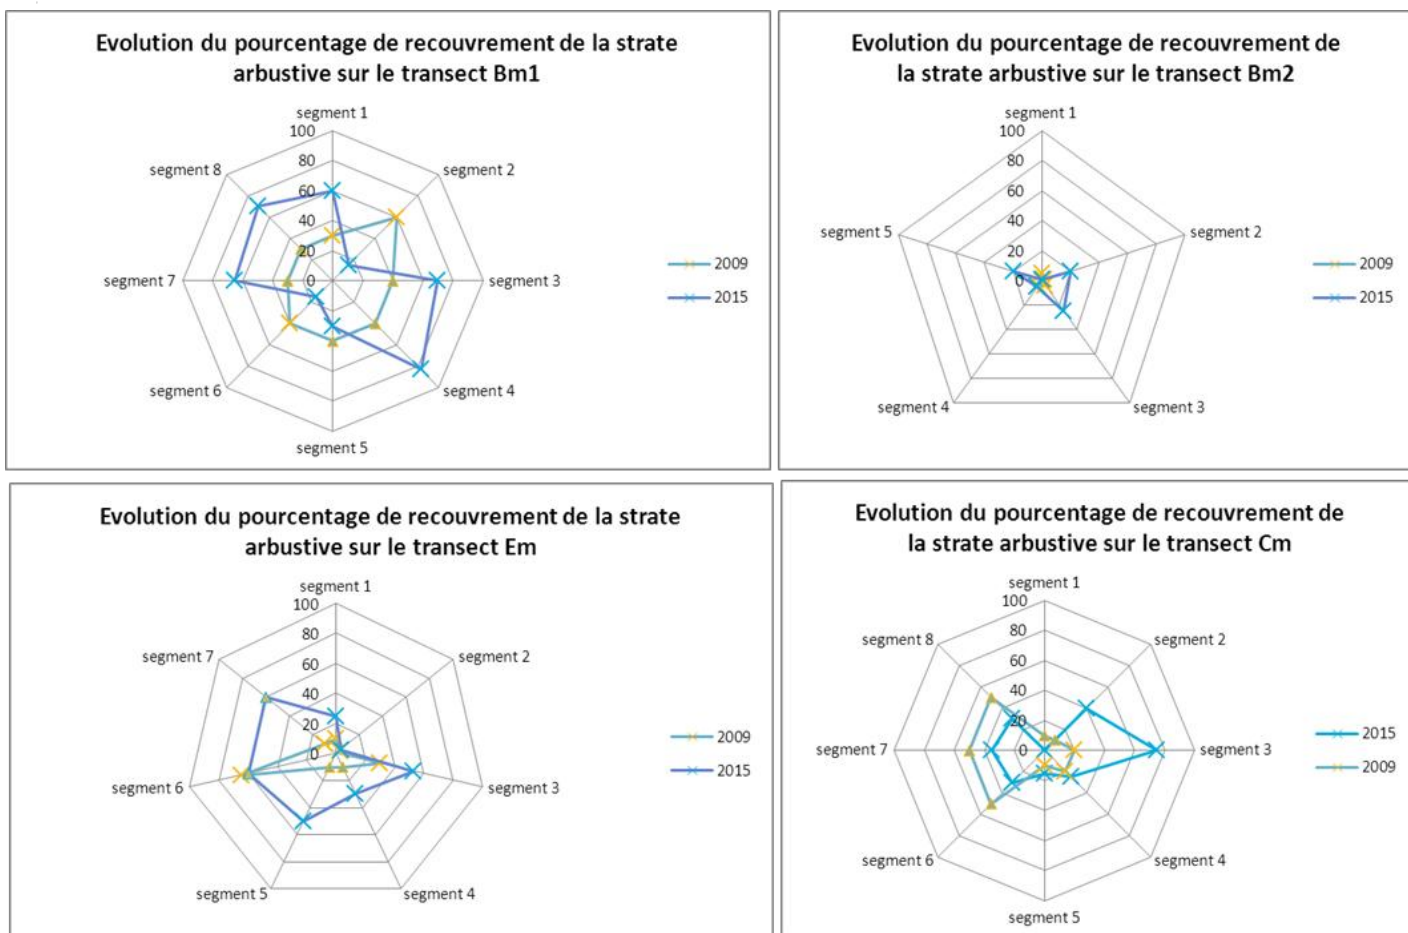 Evolution du pourcentage de recouvrement de la strate
arbustive sur le transect Bm1
segment 1
100
80
60
40
20
0
segment 2
segment 3
segment 4
segment 5
segment 6
segment 7
segment 8
2009
2015
Evolution du pourcentage de recouvrement de
la strate arbustive sur le transect Bm2
segment 1
100
80
60
40
20
0
segment 2
segment 3
segment 4
segment 5
2009
2015
Evolution du pourcentage de recouvrement de la strate
arbustive sur le transect Em
segment 1
100
80
60
40
20
0
segment 2
segment 3
segment 4
segment 5
segment 6
segment 7
2009
2015
Evolution du pourcentage de recouvrement de
la strate arbustive sur le transect Cm
segment 1
100
80
60
40
20
0
segment 2
segment 3
segment 4
segment 5
segment 6
segment 7
segment 8
2015
2009